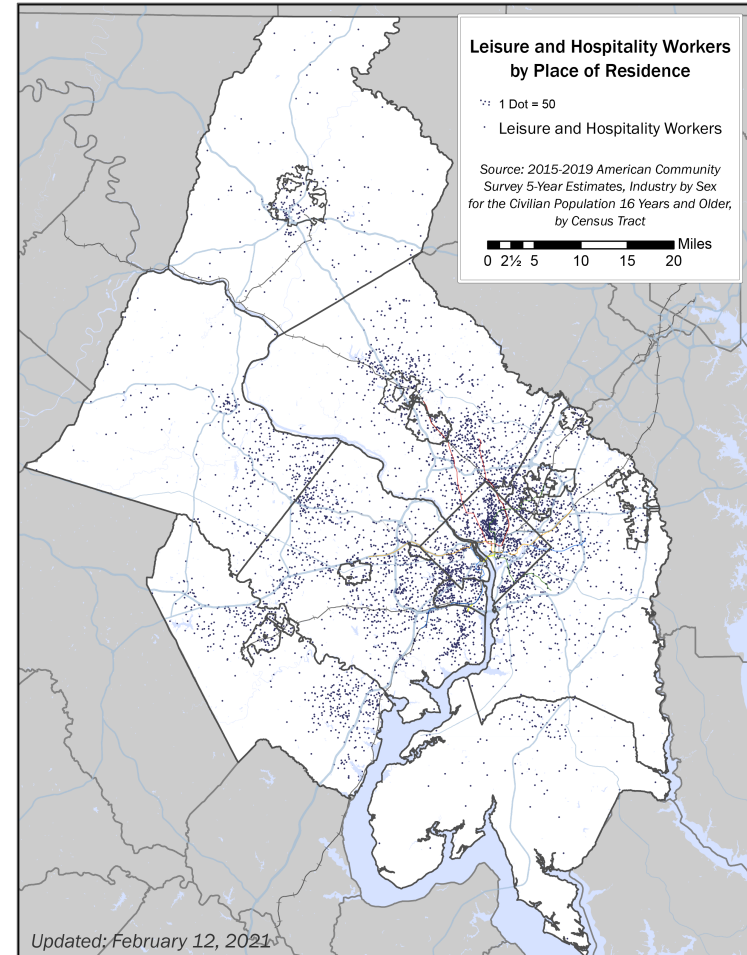 Leisure and Hospitality Workers
by Place of Residence
1 Dot = 50
Leisure and Hospitality Workers
Source: 2015-2019 American Community
Survey 5-Year Estimates, Industry by Sex
for the Civilian Population 16 Years and Older,
by Census Tract
Miles
0 2½ 5 10 15 20
Updated: February 12, 2021